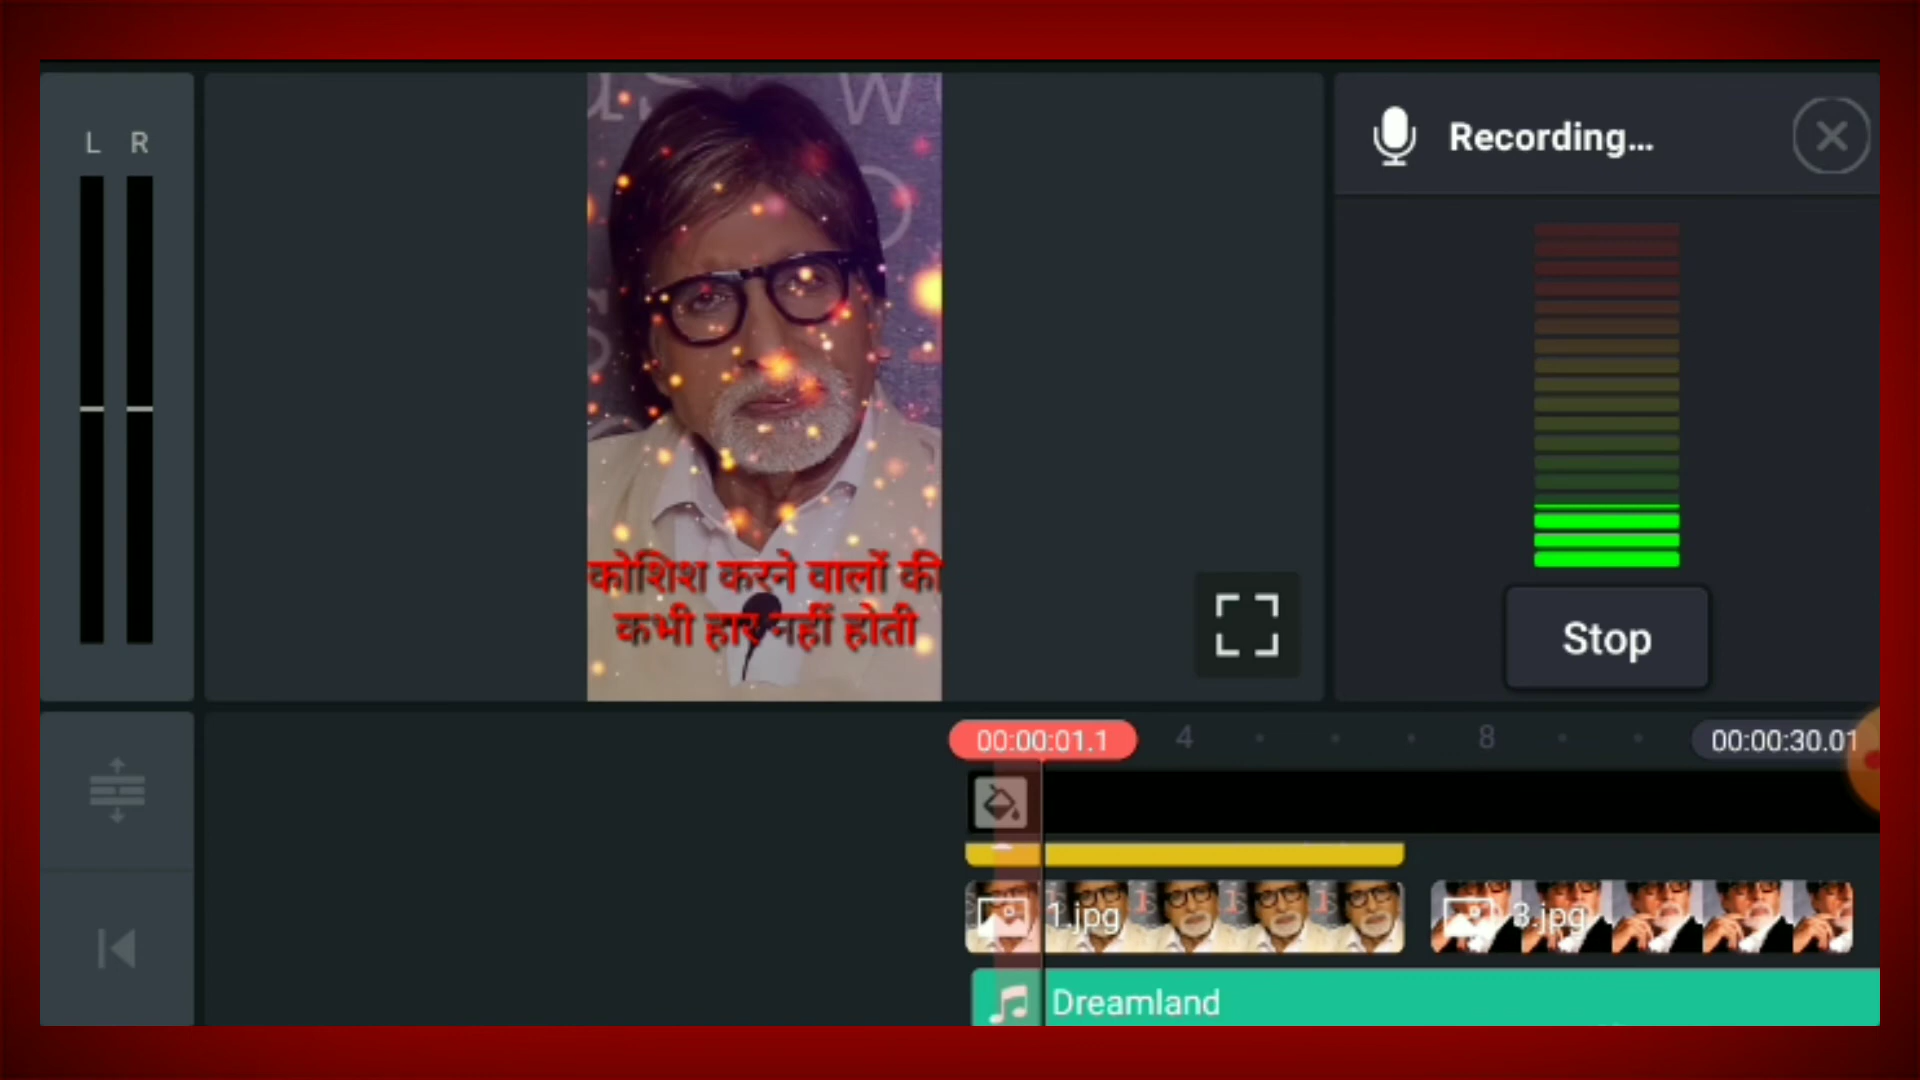 L R
Recording...
कोशिश करने वालों की
कभी हार नहीं होती
Stop
00:00:01.1
4
8
00:00:30.01
1.jpg
3.jpg
Dreamland